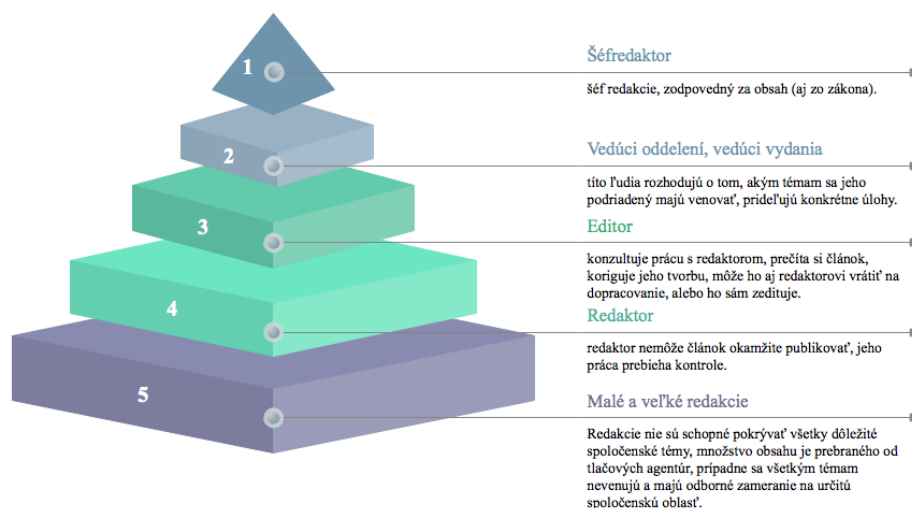 1
Šéfredaktor
šéf redakcie, zodpovedný za obsah (aj zo zákona).
2
Vedúci oddelení, vedúci vydania
títo ľudia rozhodujú o tom, akým témam sa jeho
podriadený majú venovať, prideľujú konkrétne úlohy.
3
Editor
konzultuje prácu s redaktorom, prečíta si článok,
koriguje jeho tvorbu, môže ho aj redaktorovi vrátiť na
dopracovanie, alebo ho sám zedituje.
4
Redaktor
redaktor nemôže článok okamžite publikovať, jeho
práca prebieha kontrole.
5
Malé a veľké redakcie
Redakcie nie sú schopné pokrývať všetky dôležité
spoločenské témy, množstvo obsahu je prebraného od
tlačových agentúr, prípadne sa všetkým témam
nevenujú a majú odborné zameranie na určitú
spoločenskú oblasť.